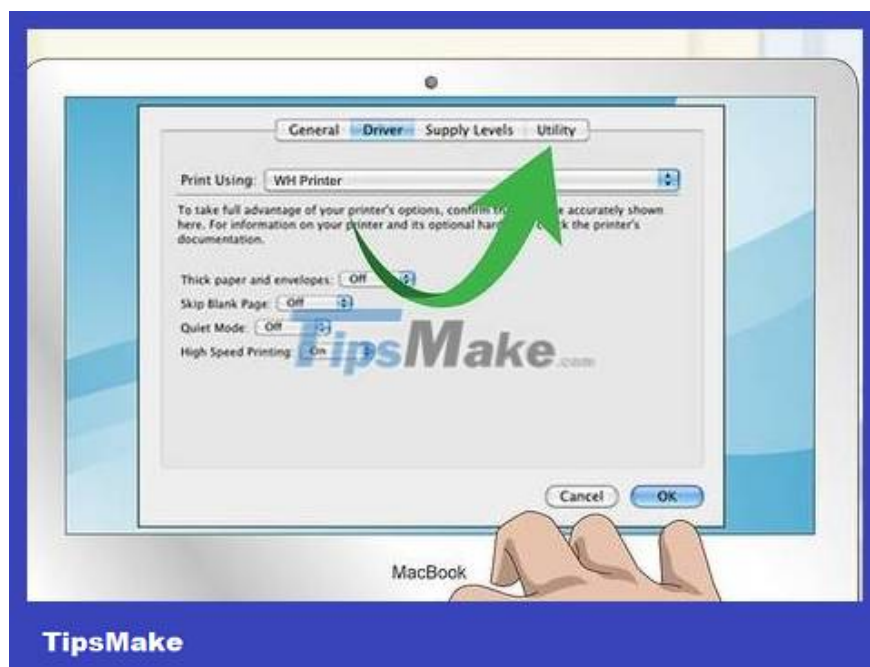 General Driver Supply Levels Utility
Print Using: WH Printer
To take full advantage of your printer's options, confirm accurately shown
here. For information on your printer and its optional the printer's
documentation.
Thick paper and envelopes: Off
Skip Blank Page: Off
Quiet Mode: Off
High Speed Printing: On
TipsMake.com
Cancel OK
MacBook
TipsMake